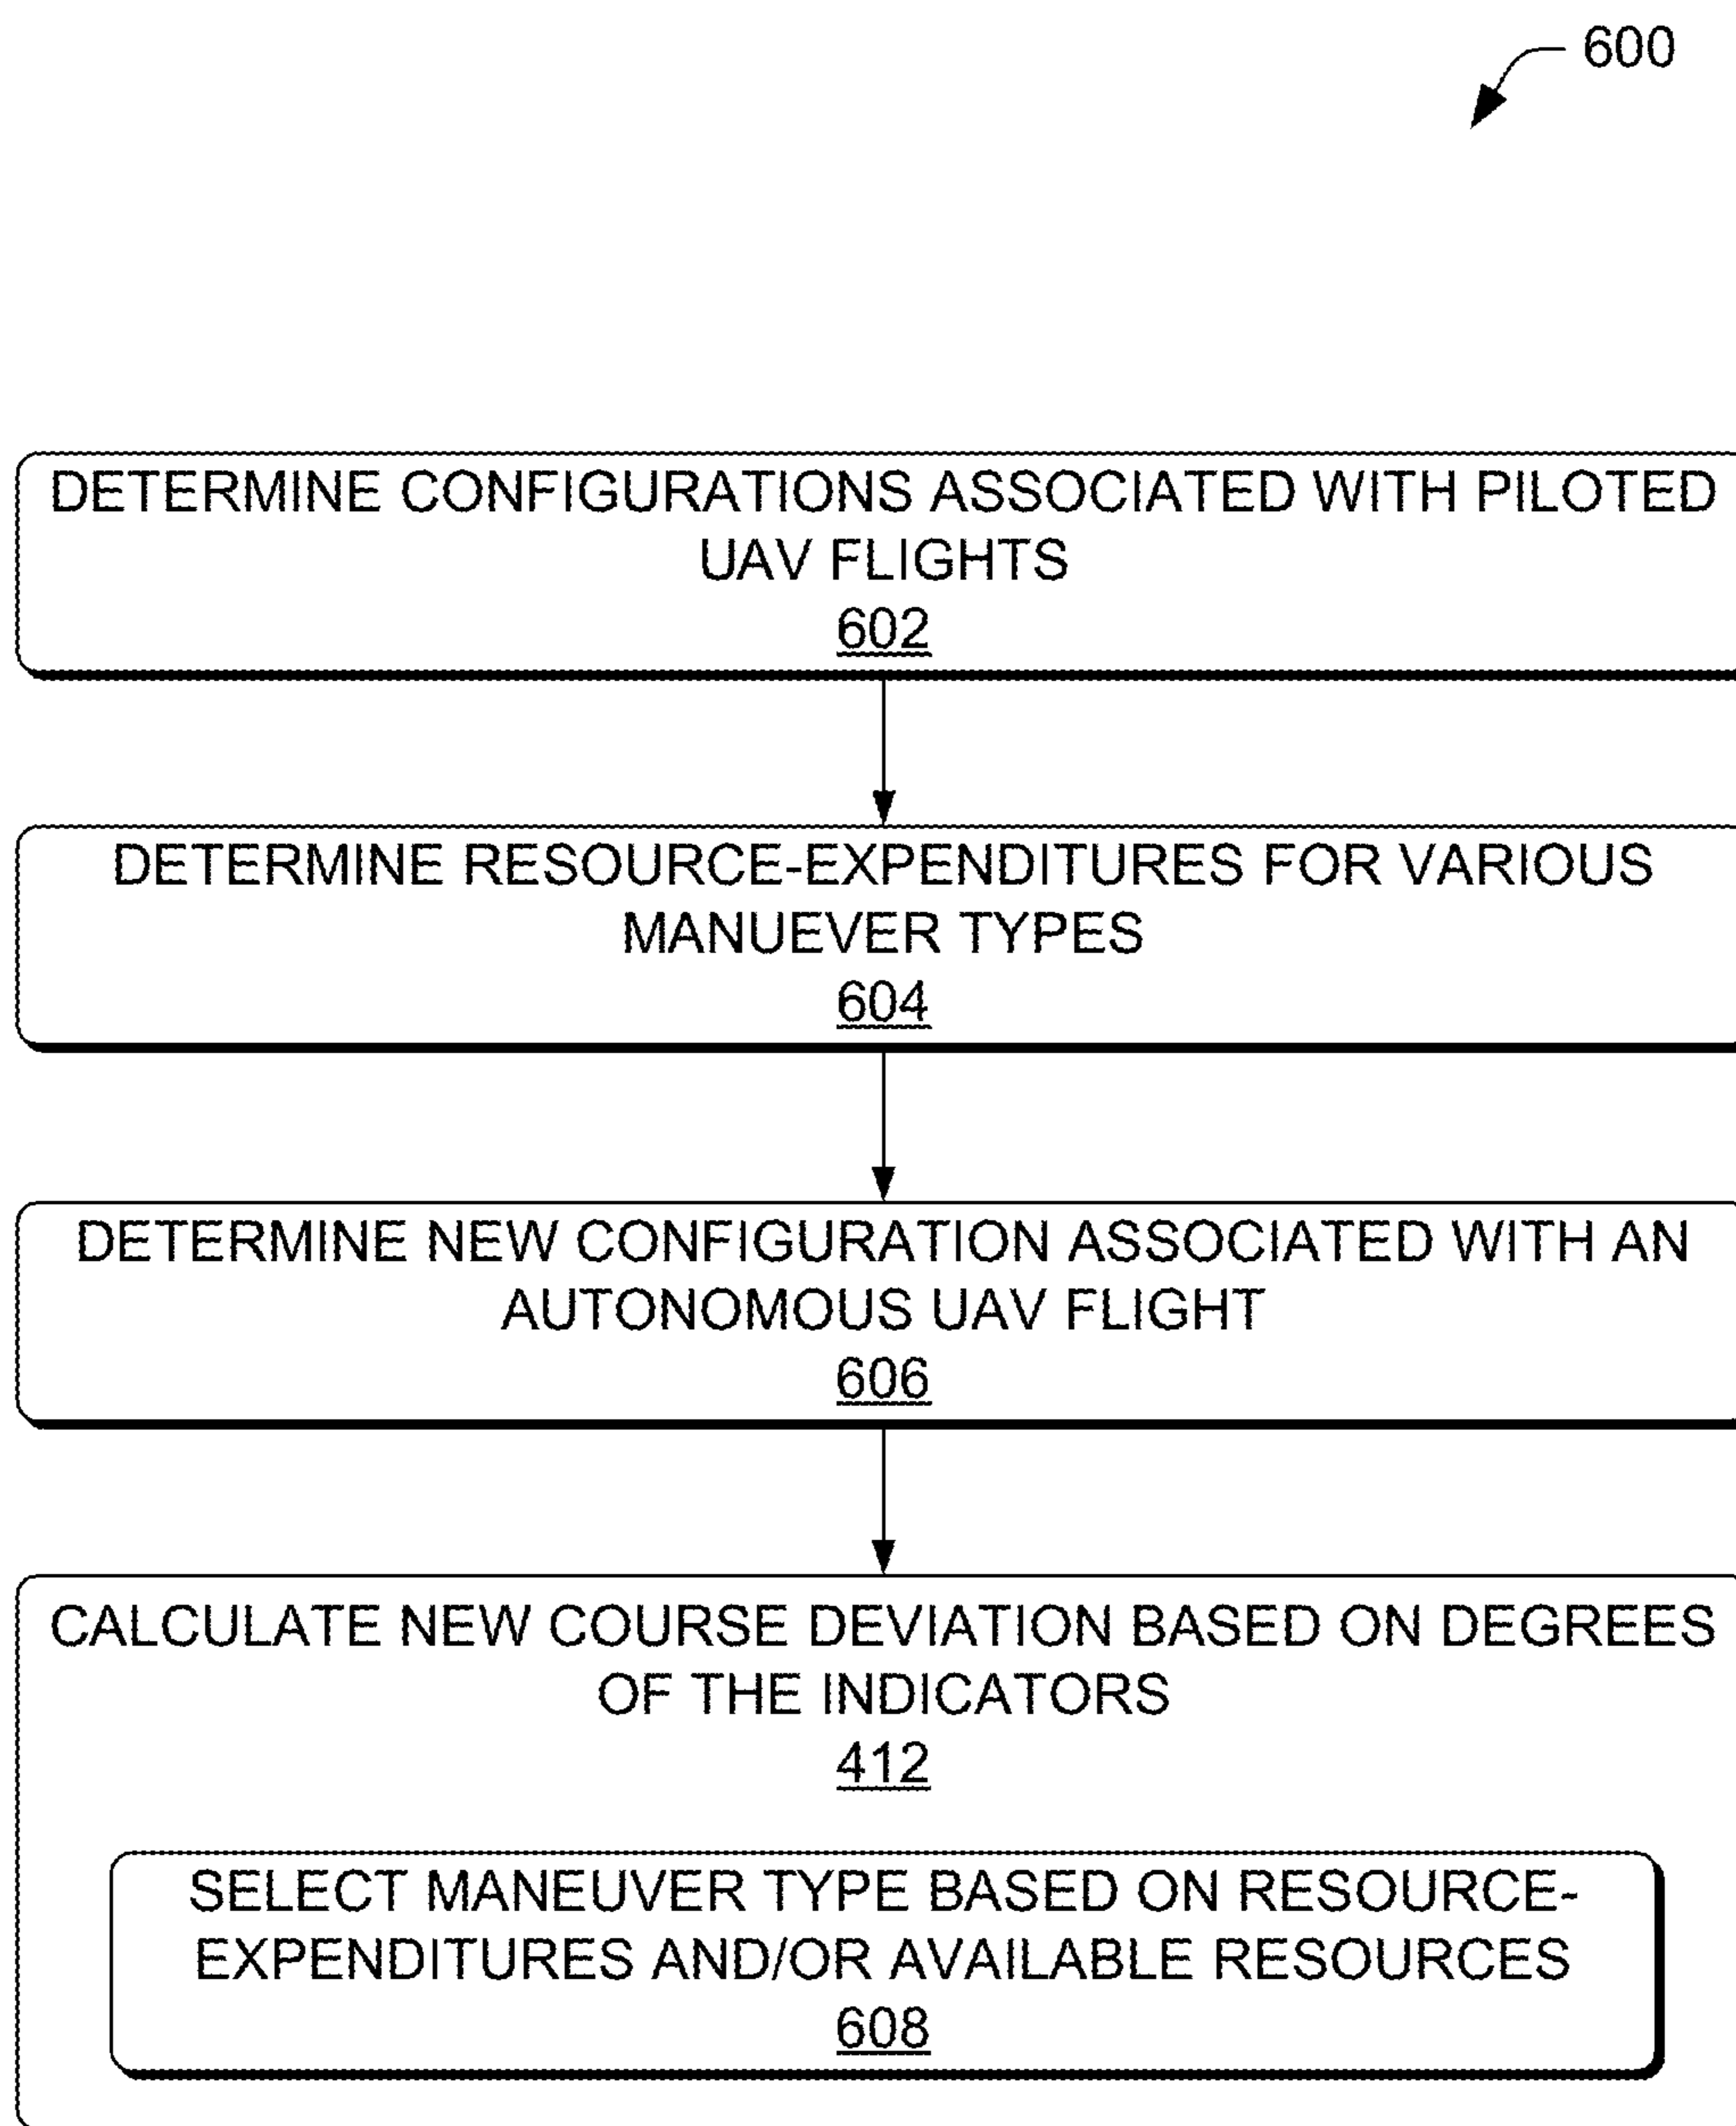 600
DETERMINE CONFIGURATIONS ASSOCIATED WITH PILOTED
UAV FLIGHTS
602
DETERMINE RESOURCE-EXPENDITURES FOR VARIOUS
MANUEVER TYPES
604
DETERMINE NEW CONFIGURATION ASSOCIATED WITH AN
AUTONOMOUS UAV FLIGHT
606
CALCULATE NEW COURSE DEVIATION BASED ON DEGREES
OF THE INDICATORS
412
SELECT MANEUVER TYPE BASED ON RESOURCE-
EXPENDITURES AND/OR AVAILABLE RESOURCES
608